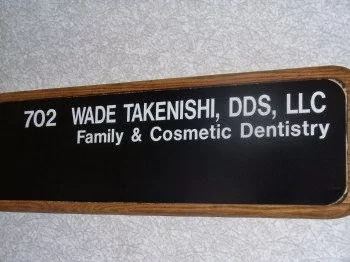 702 WADE TAKENISHI, DDS, LLC
Family & Cosmetic Dentistry